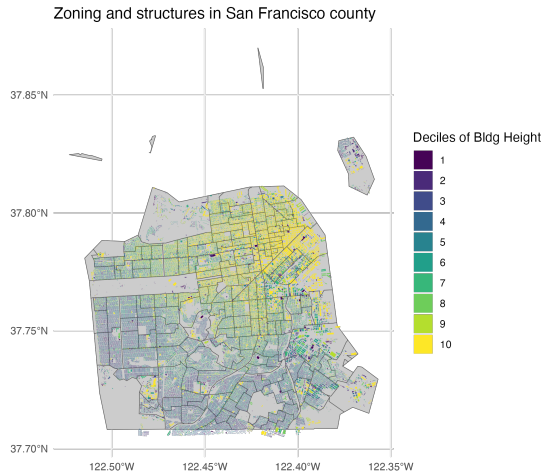 Zoning and structures in San Francisco county
37.85°N
37.80°N
37.75°N
37.70°N
122.50°W
122.45°W
122.40°W
122.35°W
Deciles of Bldg Height
1
2
3
4
5
6
7
8
9
10